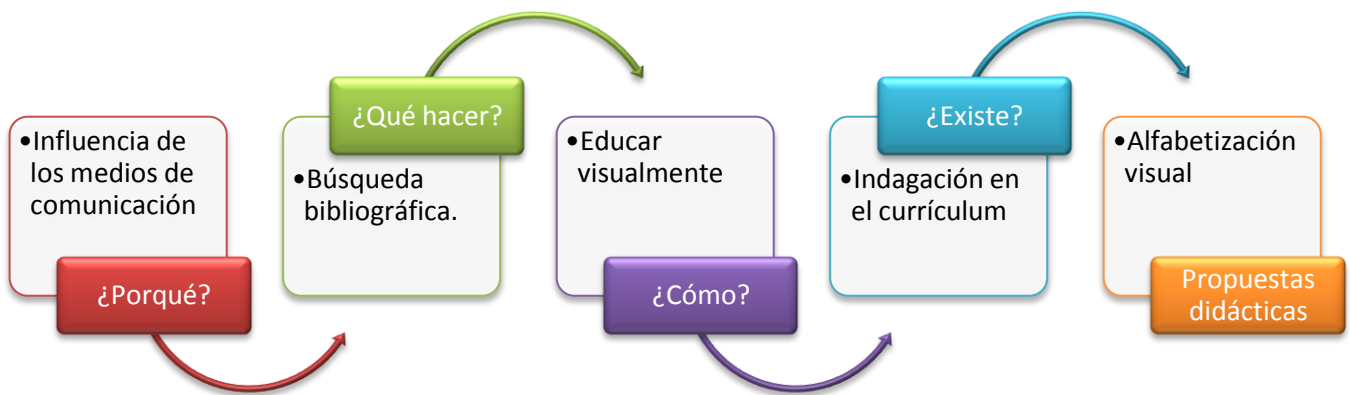 •Influencia de
los medios de
comunicación
¿Porqué?
¿Qué hacer?
•Búsqueda
bibliográfica.
•Educar
visualmente
¿Cómo?
¿Existe?
•Indagación en
el currículum
•Alfabetización
visual
Propuestas
didácticas